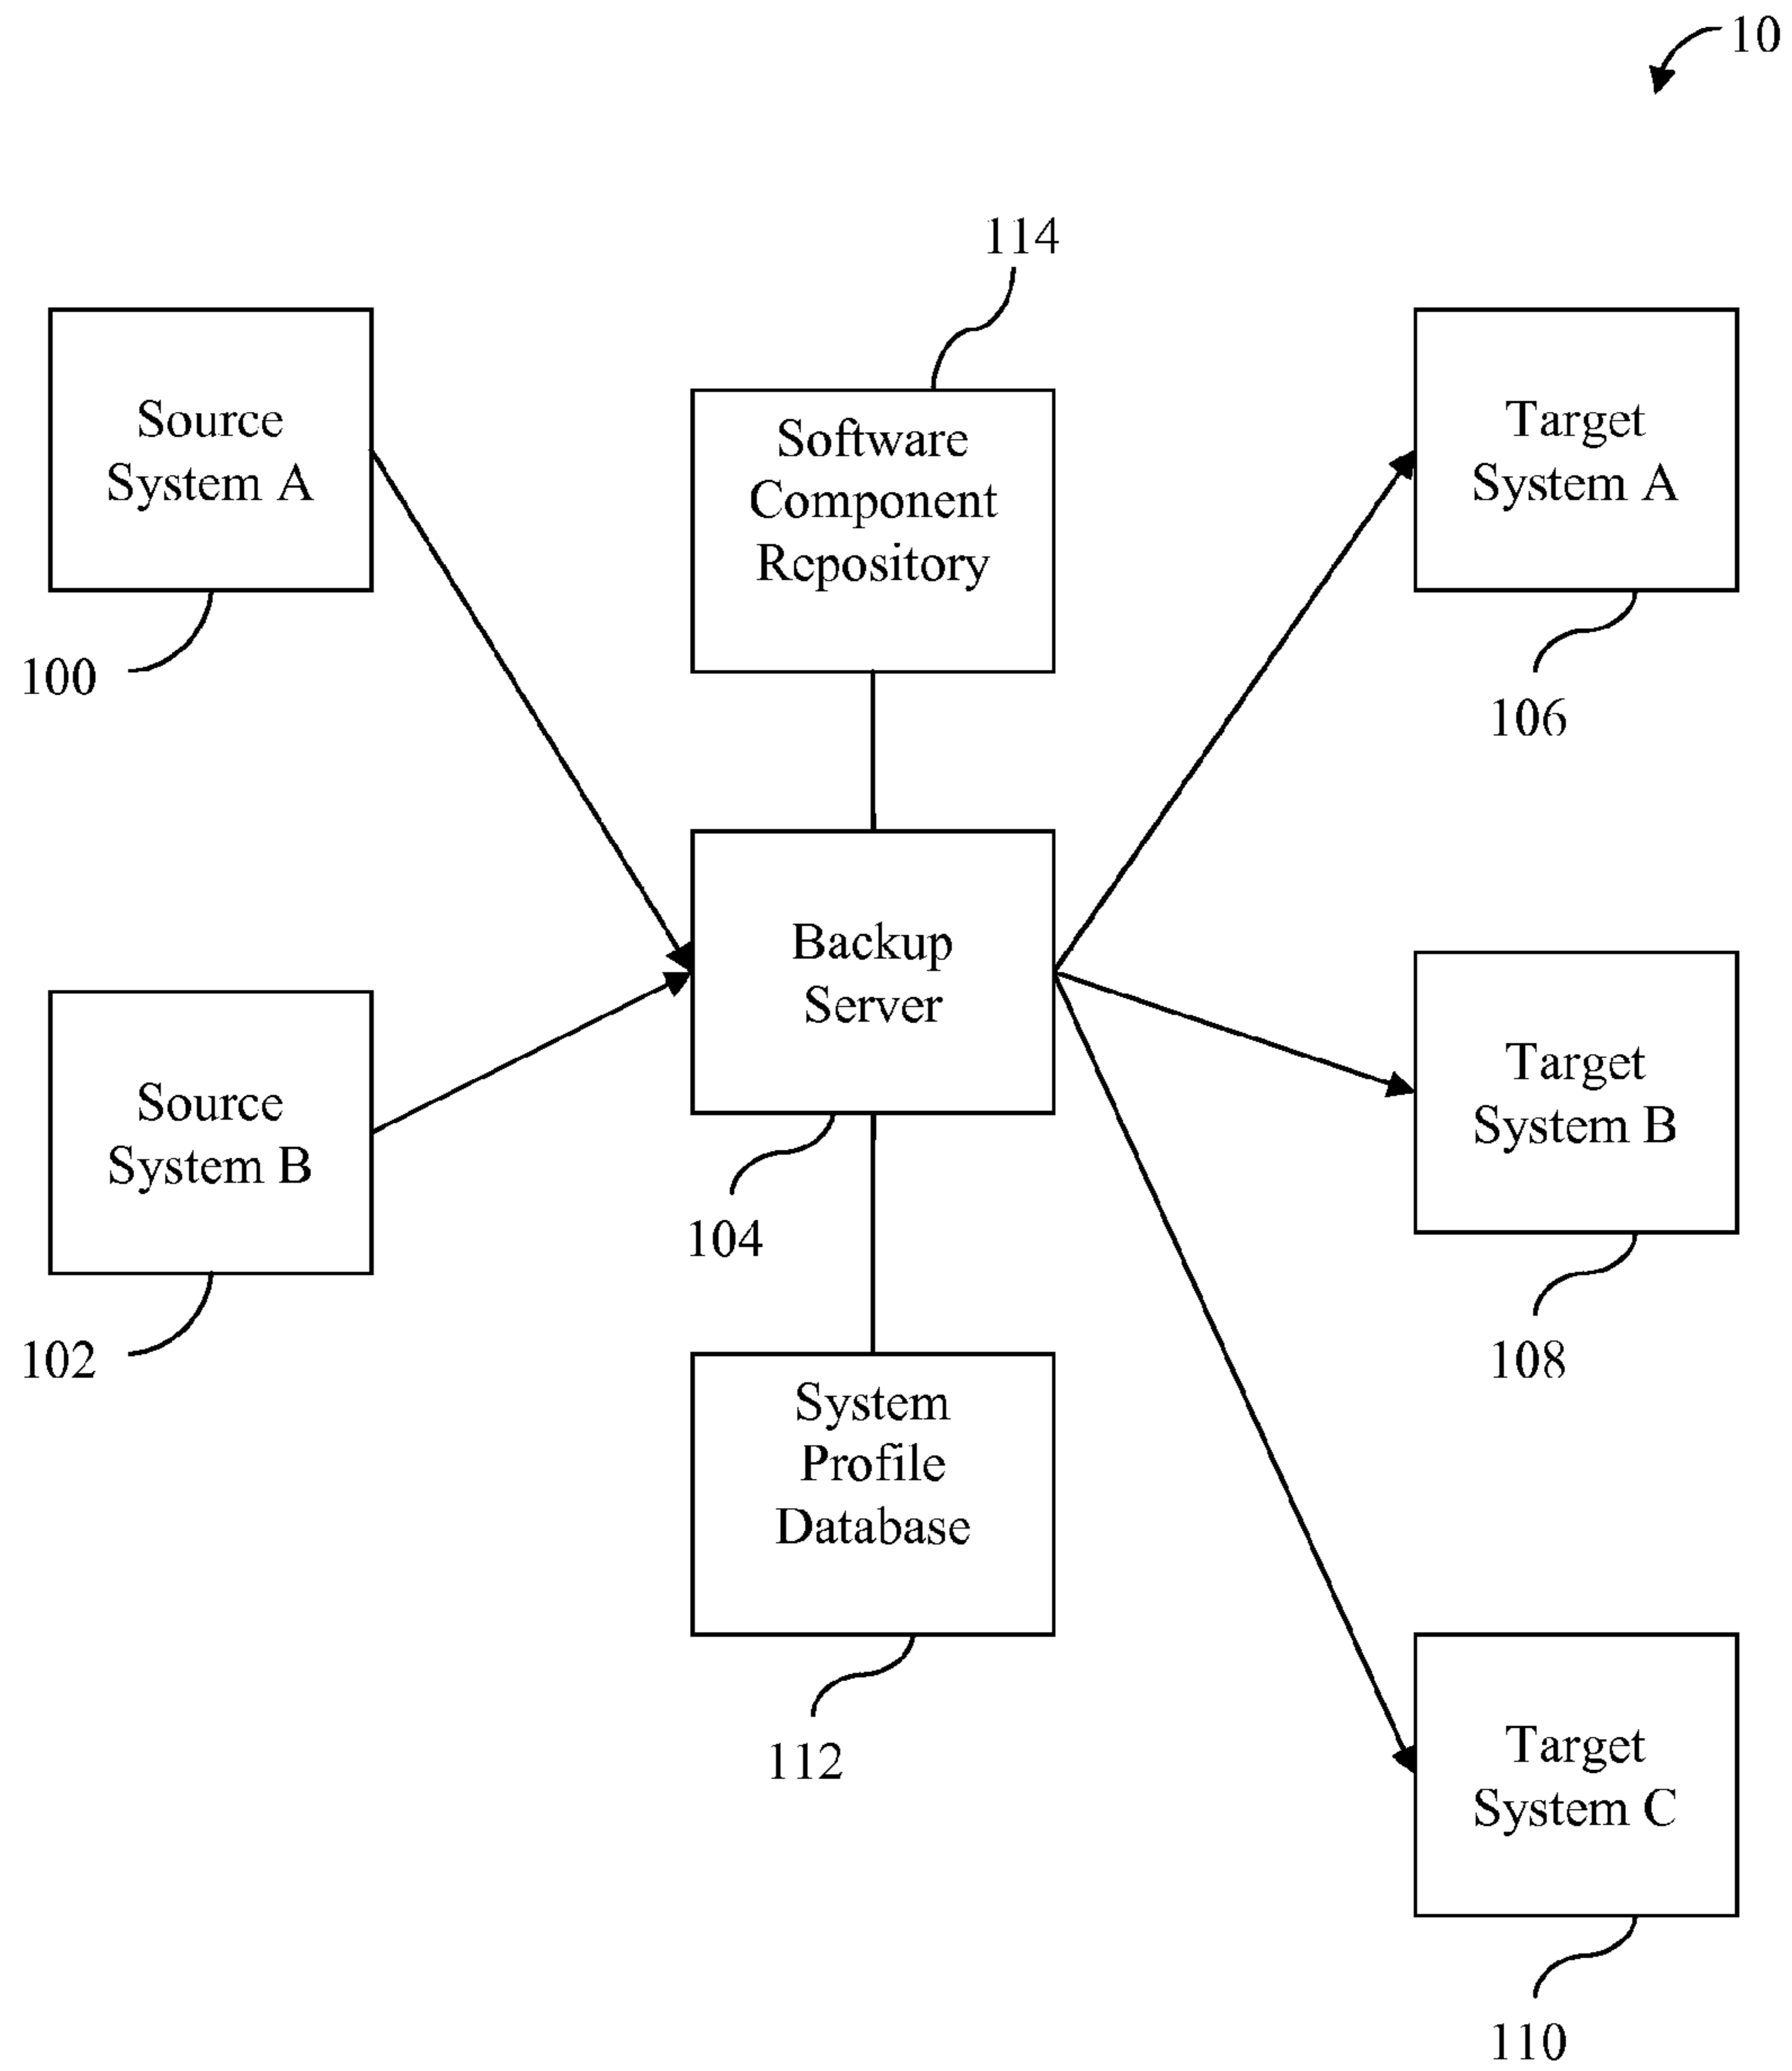 10
114
Source
System A
100
Software
Component
Repository
Target
System A
106
Backup
Server
104
Source
System B
102
Target
System B
108
System
Profile
Database
112
Target
System C
110